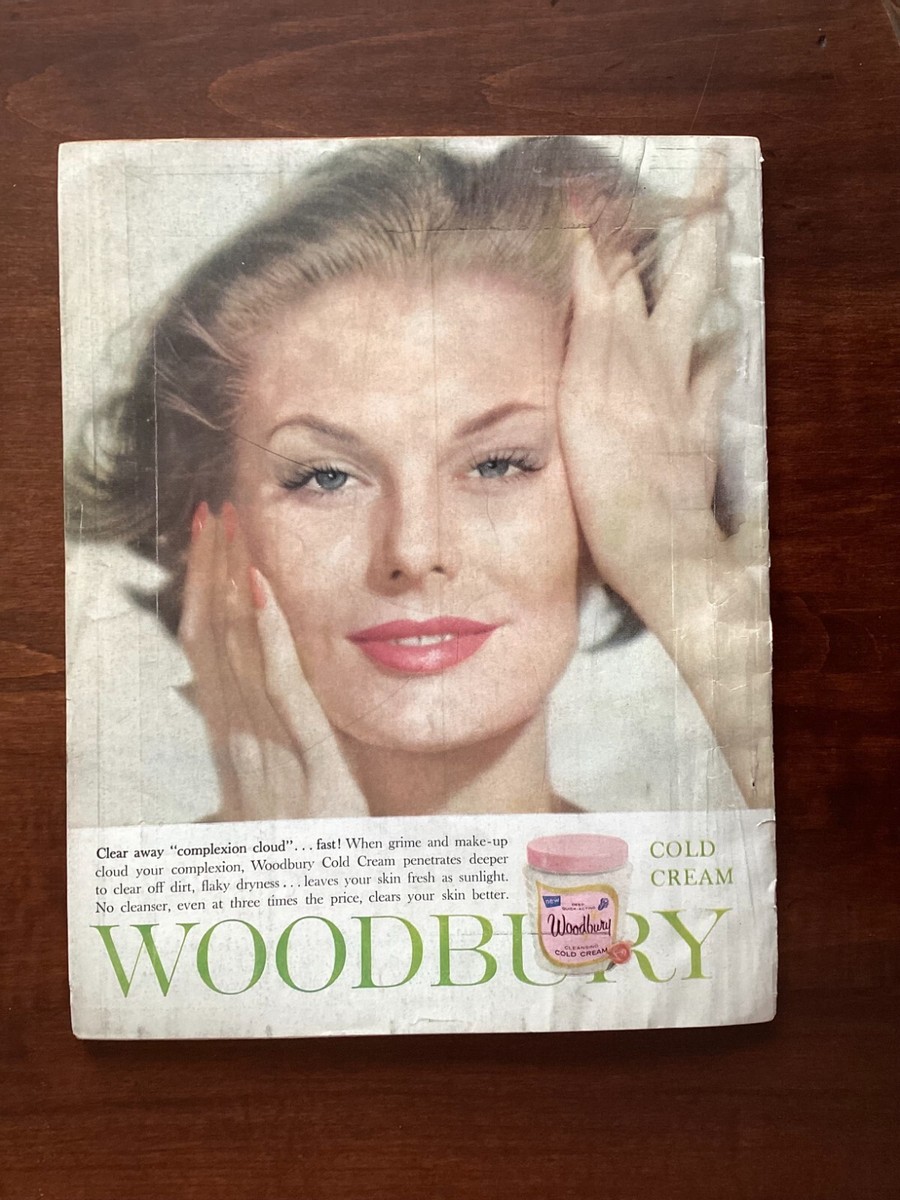 Clear away “complexion cloud”... fast! When grime and make-up
cloud your complexion, Woodbury Cold Cream penetrates deeper
to clear off dirt, flaky dryness... leaves your skin fresh as sunlight.
No cleanser, even at three times the price, clears your skin better.
COLD
CREAM
WOODBURY
NEW
Woodbury
CLEANSING
COLD CREAM